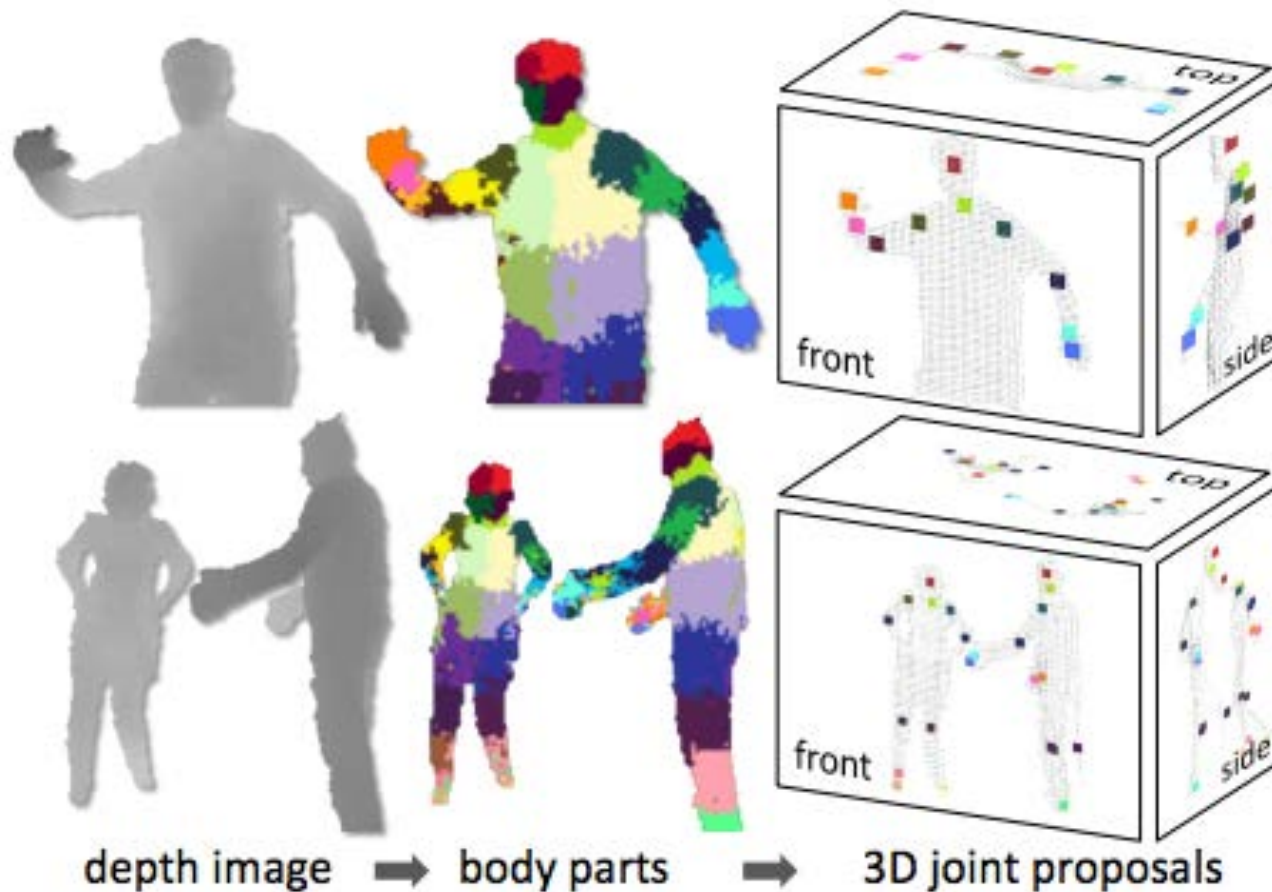 top
front
side
top
front
side
depth image
body parts
3D joint proposals